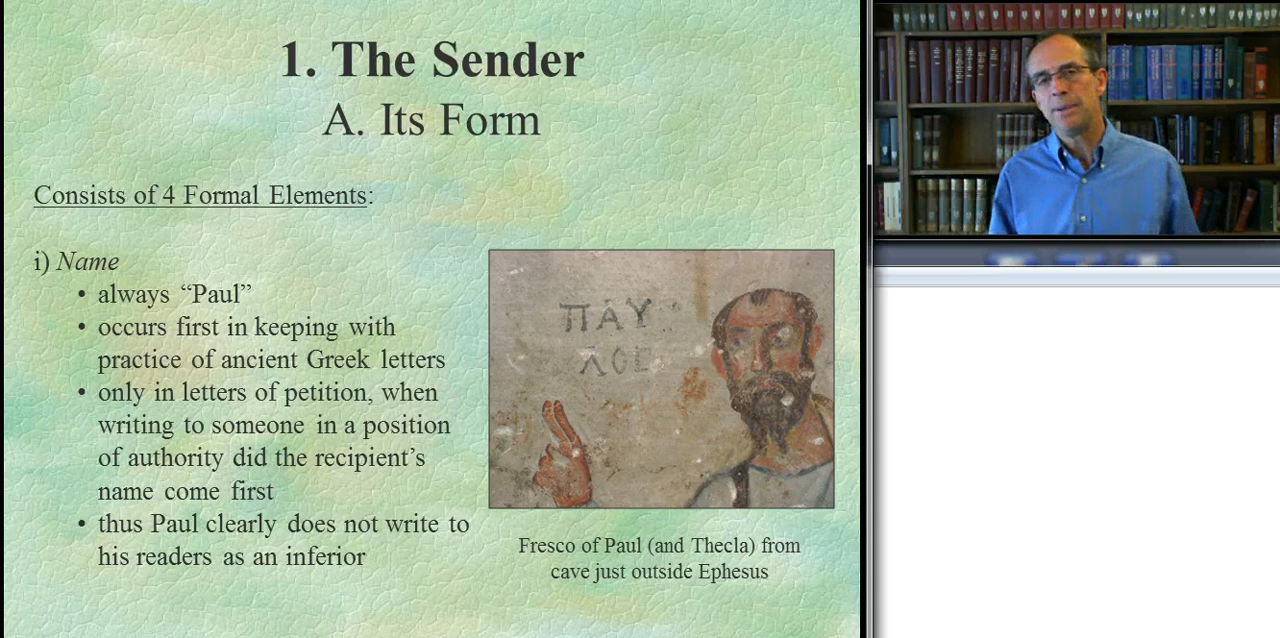 1. The Sender
A. Its Form
Consists of 4 Formal Elements:
i) Name
• always “Paul”
• occurs first in keeping with
practice of ancient Greek letters
• only in letters of petition, when
writing to someone in a position
of authority did the recipient’s
name come first
• thus Paul clearly does not write to
his readers as an inferior
ΠΑΥ
ΛΟC
Fresco of Paul (and Thecla) from
cave just outside Ephesus